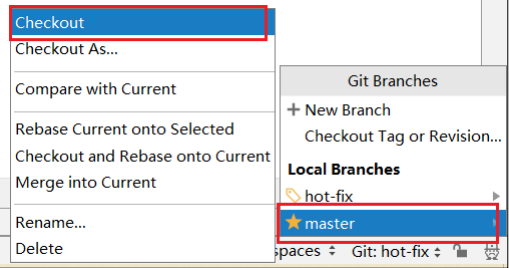 Checkout
Checkout As...
Compare with Current
Rebase Current onto Selected
Checkout and Rebase onto Current
Merge into Current
Rename...
Delete
Git Branches
+ New Branch
Checkout Tag or Revision...
Local Branches
hot-fix
master
paces Git: hot-fix